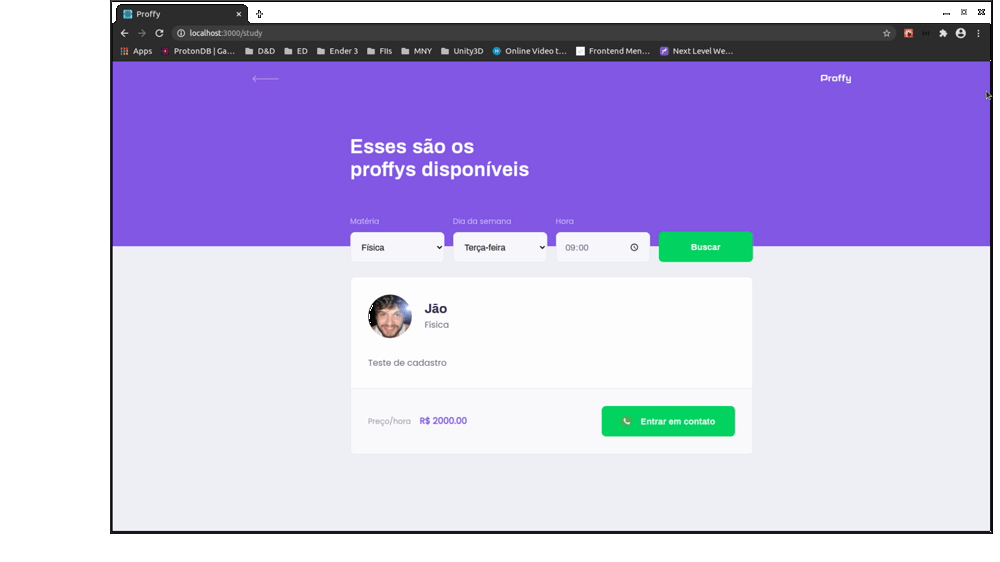 Proffy
localhost:3000/study
Apps ProtonDB | Ga... D&D ED Ender 3 FIIs MNY Unity3D Online Video t... Frontend Men... Next Level We...
Proffy
Esses são os
proffys disponíveis
Matéria Dia da semana Hora
Física Terça-feira 09:00 Buscar
Jão
Física
Teste de cadastro
Preço/hora R$ 2000.00 Entrar em contato